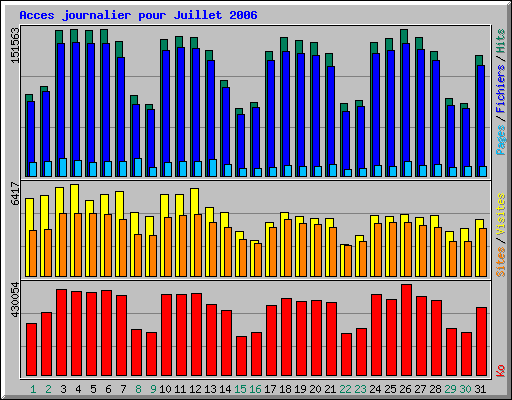 Acces journalier pour Juillet 2006
151563
Pages / Fichiers / Hits
6417
Sites / Visites
430054
Ko
1 2 3 4 5 6 7 8 9 10 11 12 13 14 15 16 17 18 19 20 21 22 23 24 25 26 27 28 29 30 31